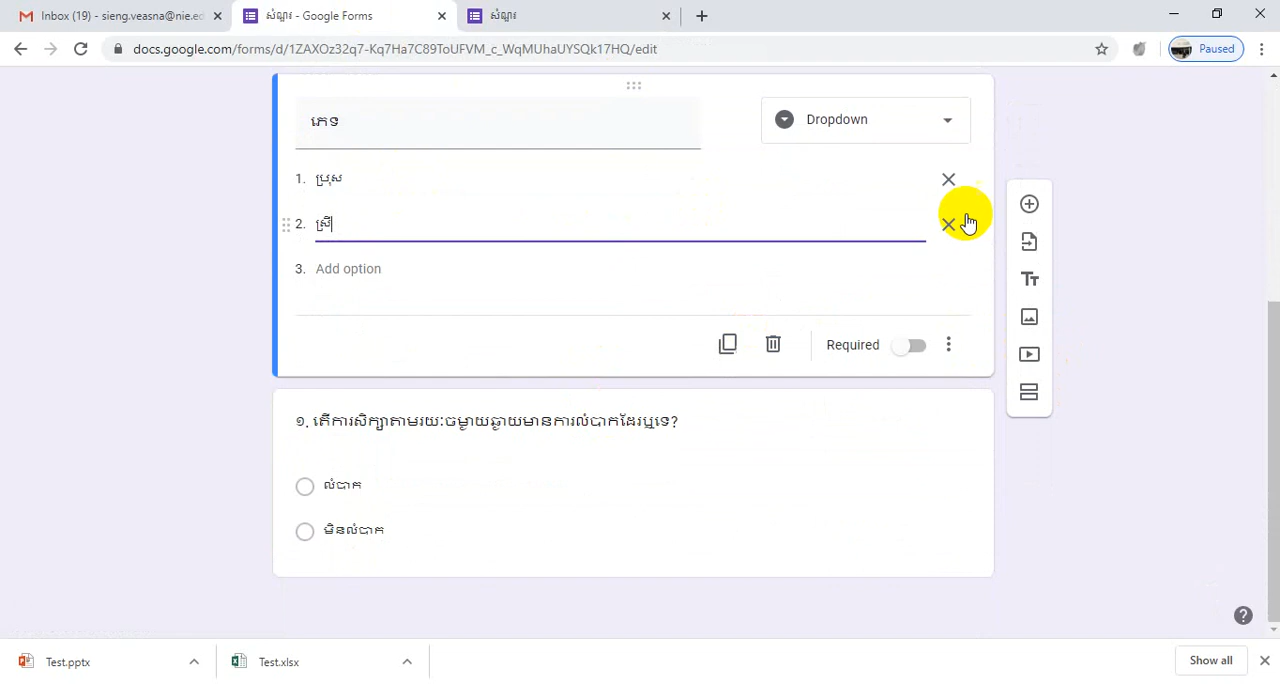 Inbox (19) - sieng.veasna@nie.ed
សំណួរ - Google Forms
សំណួរ
docs.google.com/forms/d/1ZAXOz32q7-Kq7Ha7C89ToUFVM_c_WqMUhaUYSQk17HQ/edit
Paused
ភេទ
Dropdown
1. ប្រុស
2. ស្រី
3. Add option
Required
១. តើការសិក្សាតាមរយៈចម្ងាយឆ្ងាយមានការលំបាកដែរឬទេ?
លំបាក
មិនលំបាក
Test.pptx
Test.xlsx
Show all